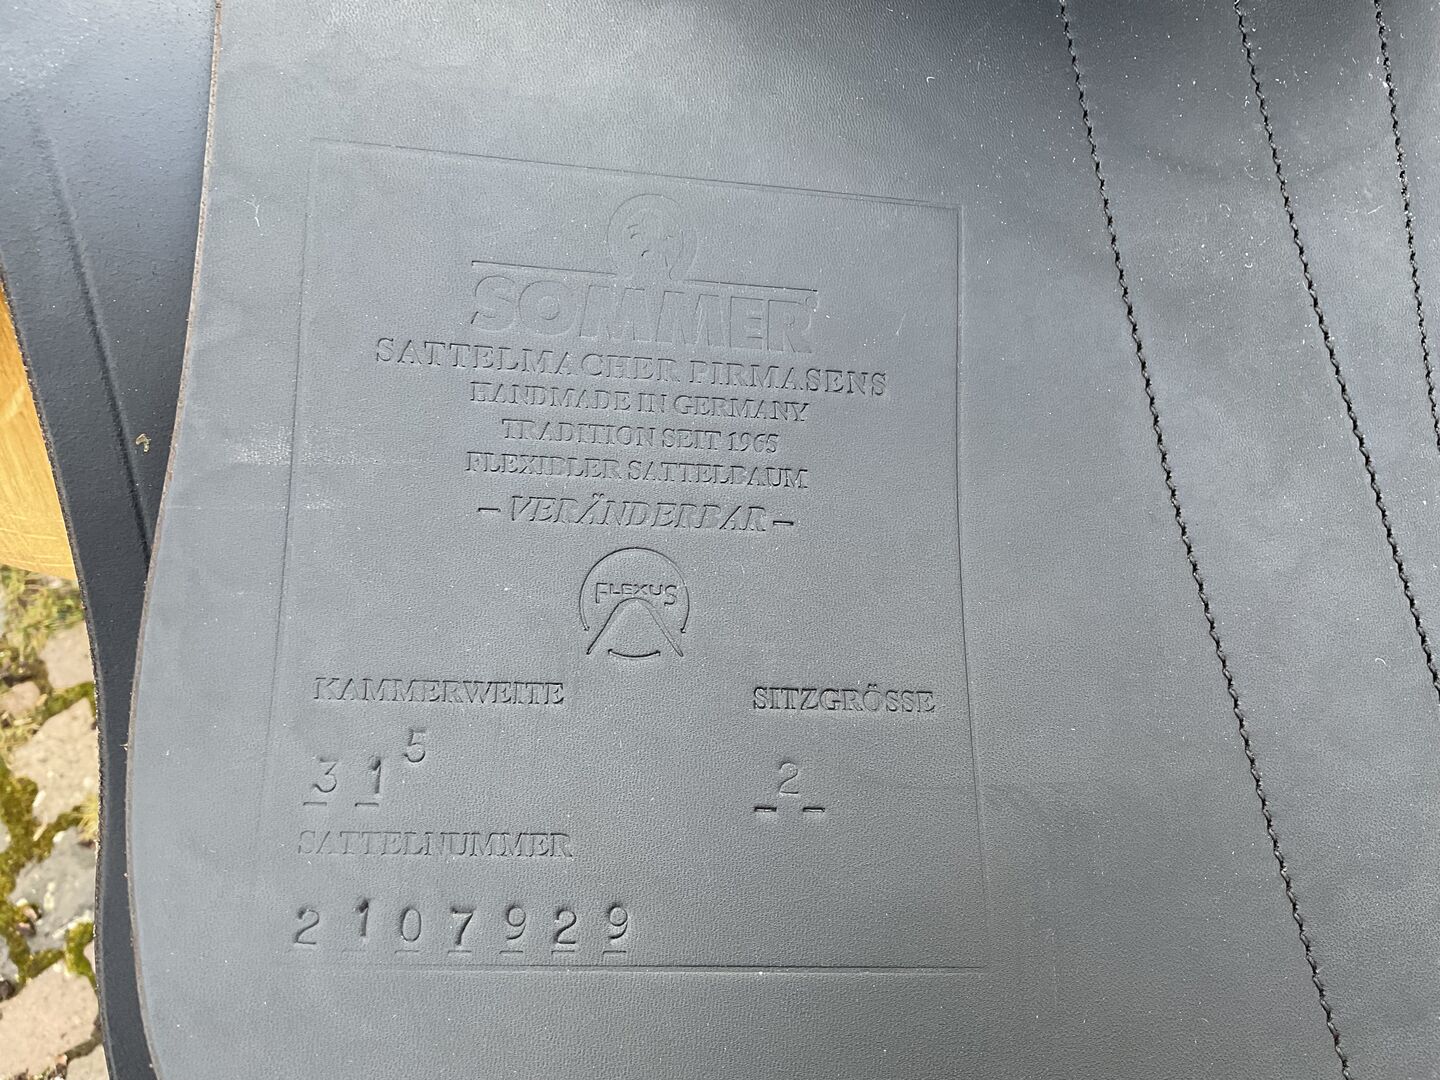 SOMMER®
SATTELMACHER PIRMASENS
HANDMADE IN GERMANY
TRADITION SEIT 1965
FLEXIBLER SATTELBAUM
– VERÄNDERBAR –
FLEXUS
KAMMERWEITE SITZGRÖSSE
31⁵ 2
SATTELNUMMER
2107929